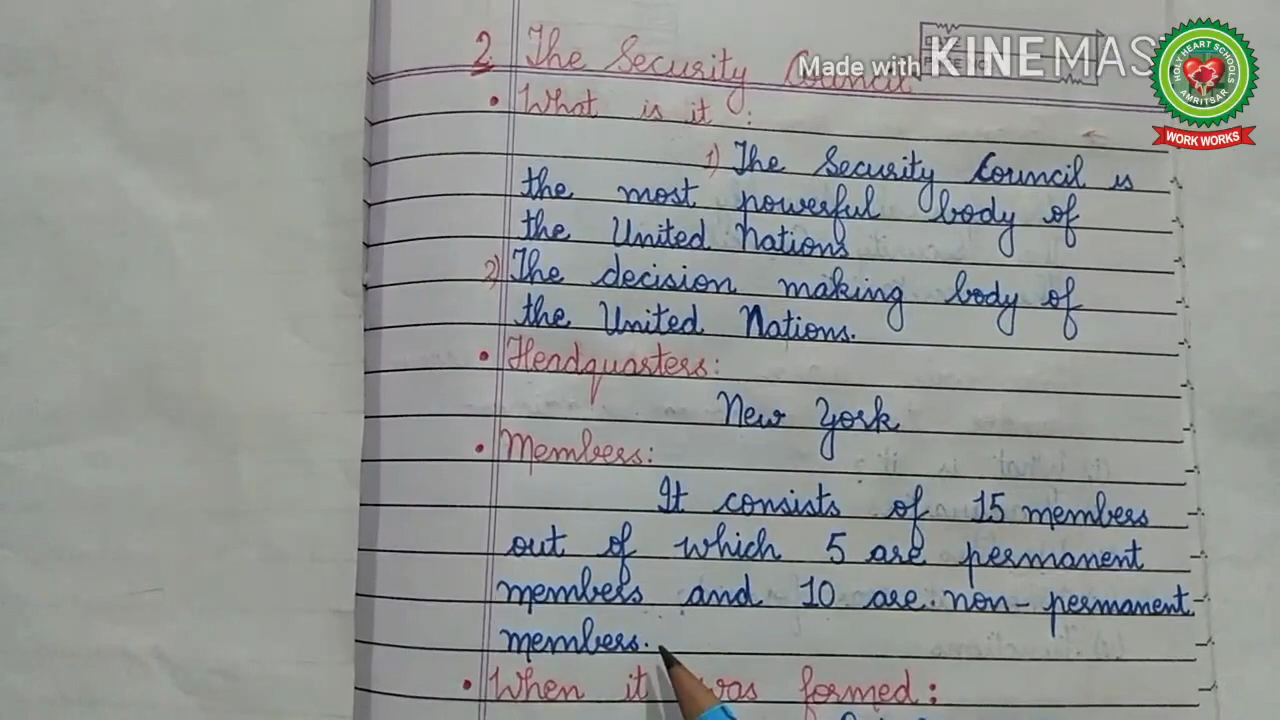 2. The Security Council
Made with KINEMAS
HOLY HEART SCHOOLS
AMRITSAR
WORK WORKS
• What is it :
1) The Security Council is
the most powerful body of
the United Nations
2) The decision making body of
the United Nations.
• Headquarters:
New York
• Members:
It consists of 15 members
out of which 5 are permanent
members and 10 are non-permanent
members.
• When it was formed: